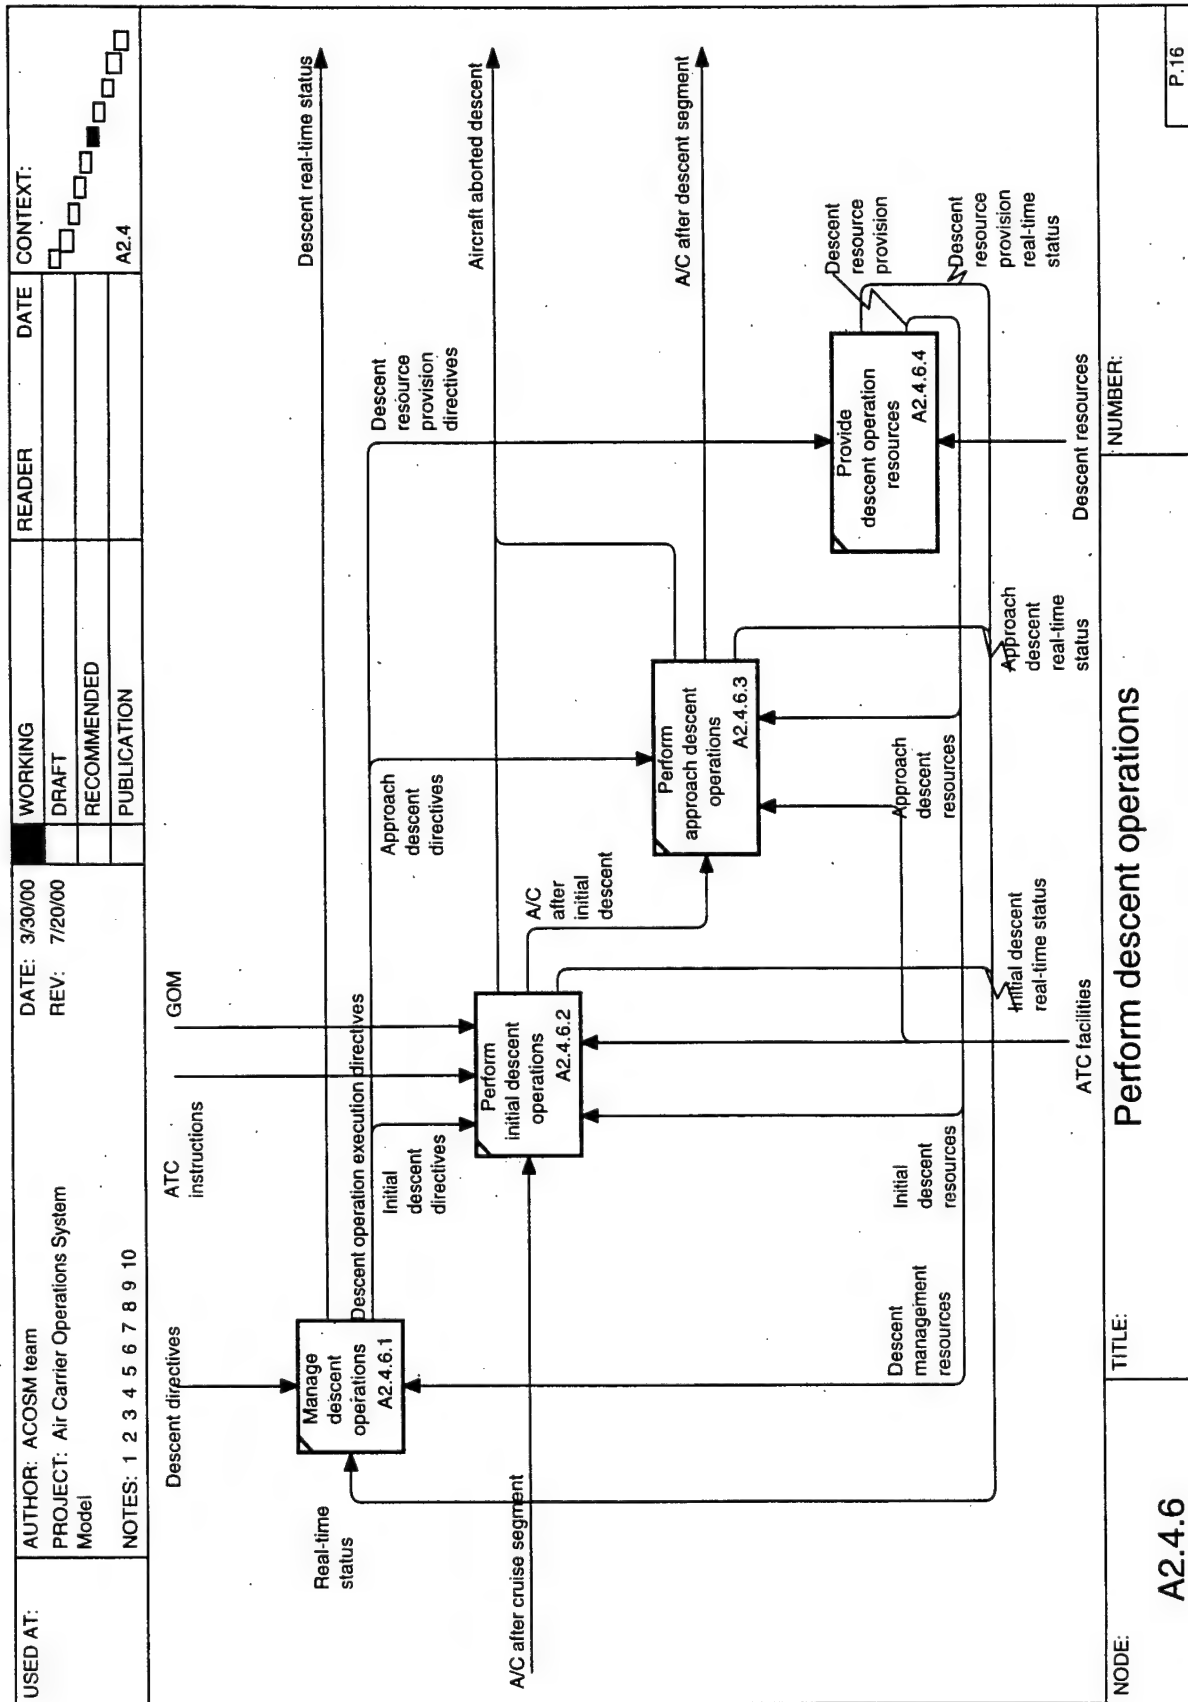 USED AT:
AUTHOR: ACOSM team
PROJECT: Air Carrier Operations System
Model
NOTES: 1 2 3 4 5 6 7 8 9 10
DATE: 3/30/00
REV: 7/20/00
WORKING
DRAFT
RECOMMENDED
PUBLICATION
READER
DATE
CONTEXT:
A2.4
Descent directives
ATC
instructions
GOM
Real-time
status
Manage
descent
operations
A2.4.6.1
Descent real-time status
Descent operation execution directives
Initial
descent
directives
Approach
descent
directives
Descent
resource
provision
directives
A/C after cruise segment
Perform
initial descent
operations
A2.4.6.2
Aircraft aborted descent
A/C
after
initial
descent
Perform
approach descent
operations
A2.4.6.3
A/C after descent segment
Provide
descent operation
resources
A2.4.6.4
Descent
resource
provision
Descent
resource
provision
real-time
status
Descent
management
resources
Initial
descent
resources
Approach
descent
resources
Initial descent
real-time status
Approach
descent
real-time
status
ATC facilities
Descent resources
NODE:
A2.4.6
TITLE:
Perform descent operations
NUMBER:
P.16